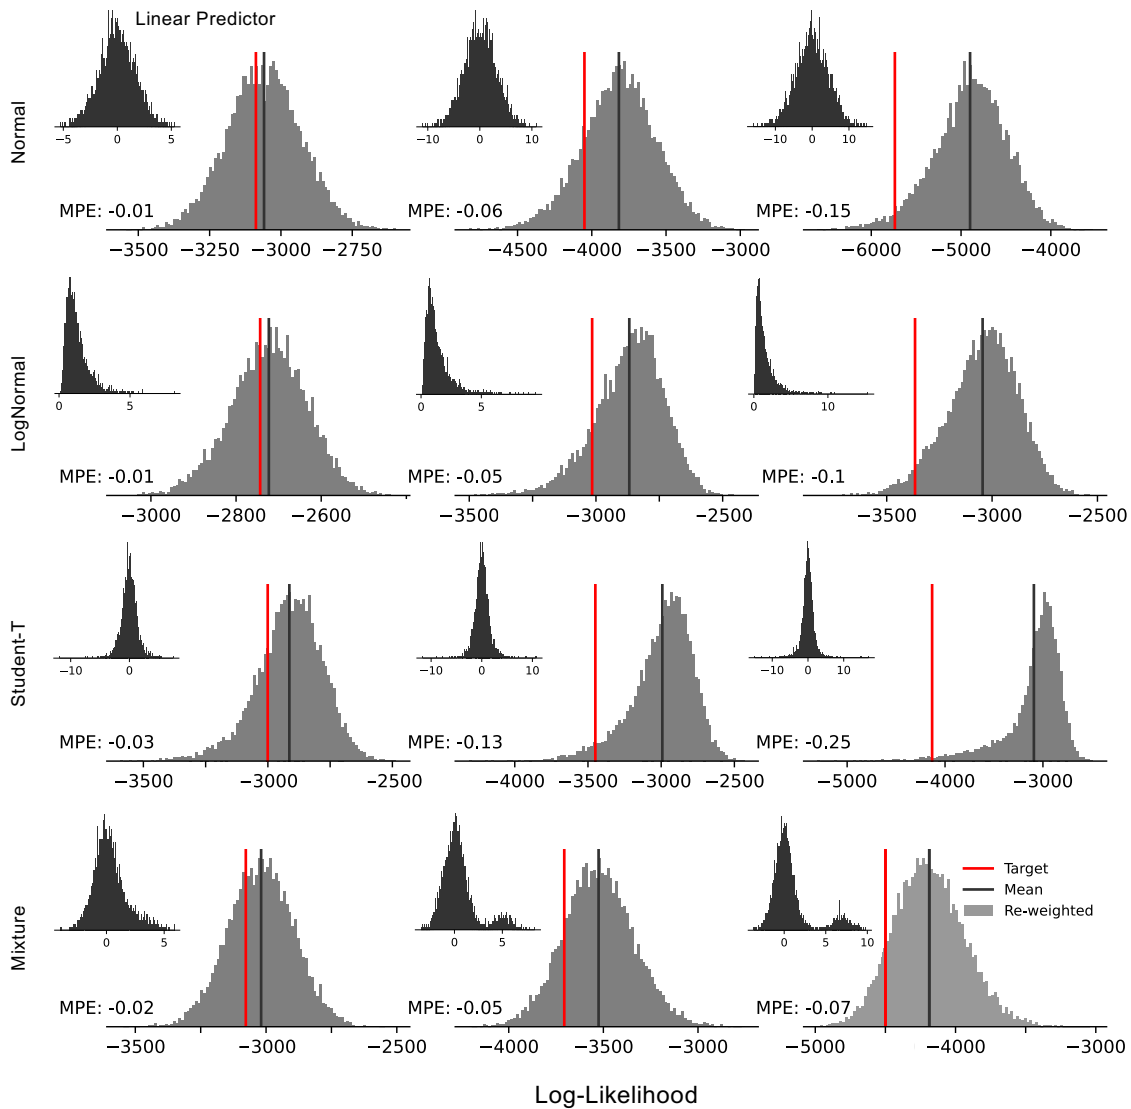 Linear Predictor
Normal
−5 0 5
MPE: -0.01
−3500 −3250 −3000 −2750
−10 0 10
MPE: -0.06
−4500 −4000 −3500 −3000
−10 0 10
MPE: -0.15
−6000 −5000 −4000
LogNormal
0 5
MPE: -0.01
−3000 −2800 −2600
0 5
MPE: -0.05
−3500 −3000 −2500
0 10
MPE: -0.1
−3500 −3000 −2500
Student-T
−10 0
MPE: -0.03
−3500 −3000 −2500
−10 0 10
MPE: -0.13
−4000 −3500 −3000 −2500
−10 0 10
MPE: -0.25
−5000 −4000 −3000
Mixture
0 5
MPE: -0.02
−3500 −3000 −2500
0 5
MPE: -0.05
−4000 −3500 −3000
0 5 10
MPE: -0.07
−5000 −4000 −3000
Target
Mean
Re-weighted
Log-Likelihood